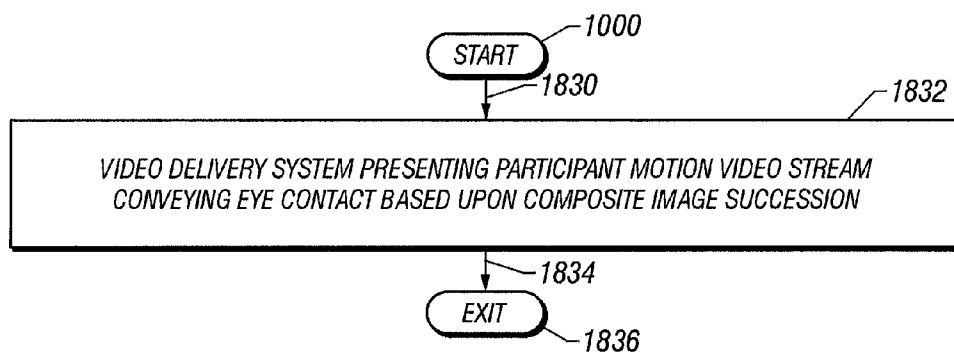 START
1000
1830
1832
VIDEO DELIVERY SYSTEM PRESENTING PARTICIPANT MOTION VIDEO STREAM
CONVEYING EYE CONTACT BASED UPON COMPOSITE IMAGE SUCCESSION
1834
EXIT
1836